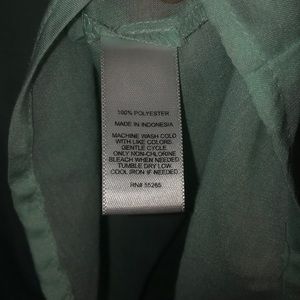 100% POLYESTER
MADE IN INDONESIA
MACHINE WASH COLD
WITH LIKE COLORS.
GENTLE CYCLE.
ONLY NON-CHLORINE
BLEACH WHEN NEEDED.
TUMBLE DRY LOW.
COOL IRON IF NEEDED.
RN# 55285